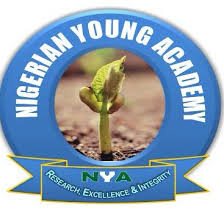 NIGERIAN YOUNG ACADEMY
NYA
RESEARCH, EXCELLENCE & INTEGRITY